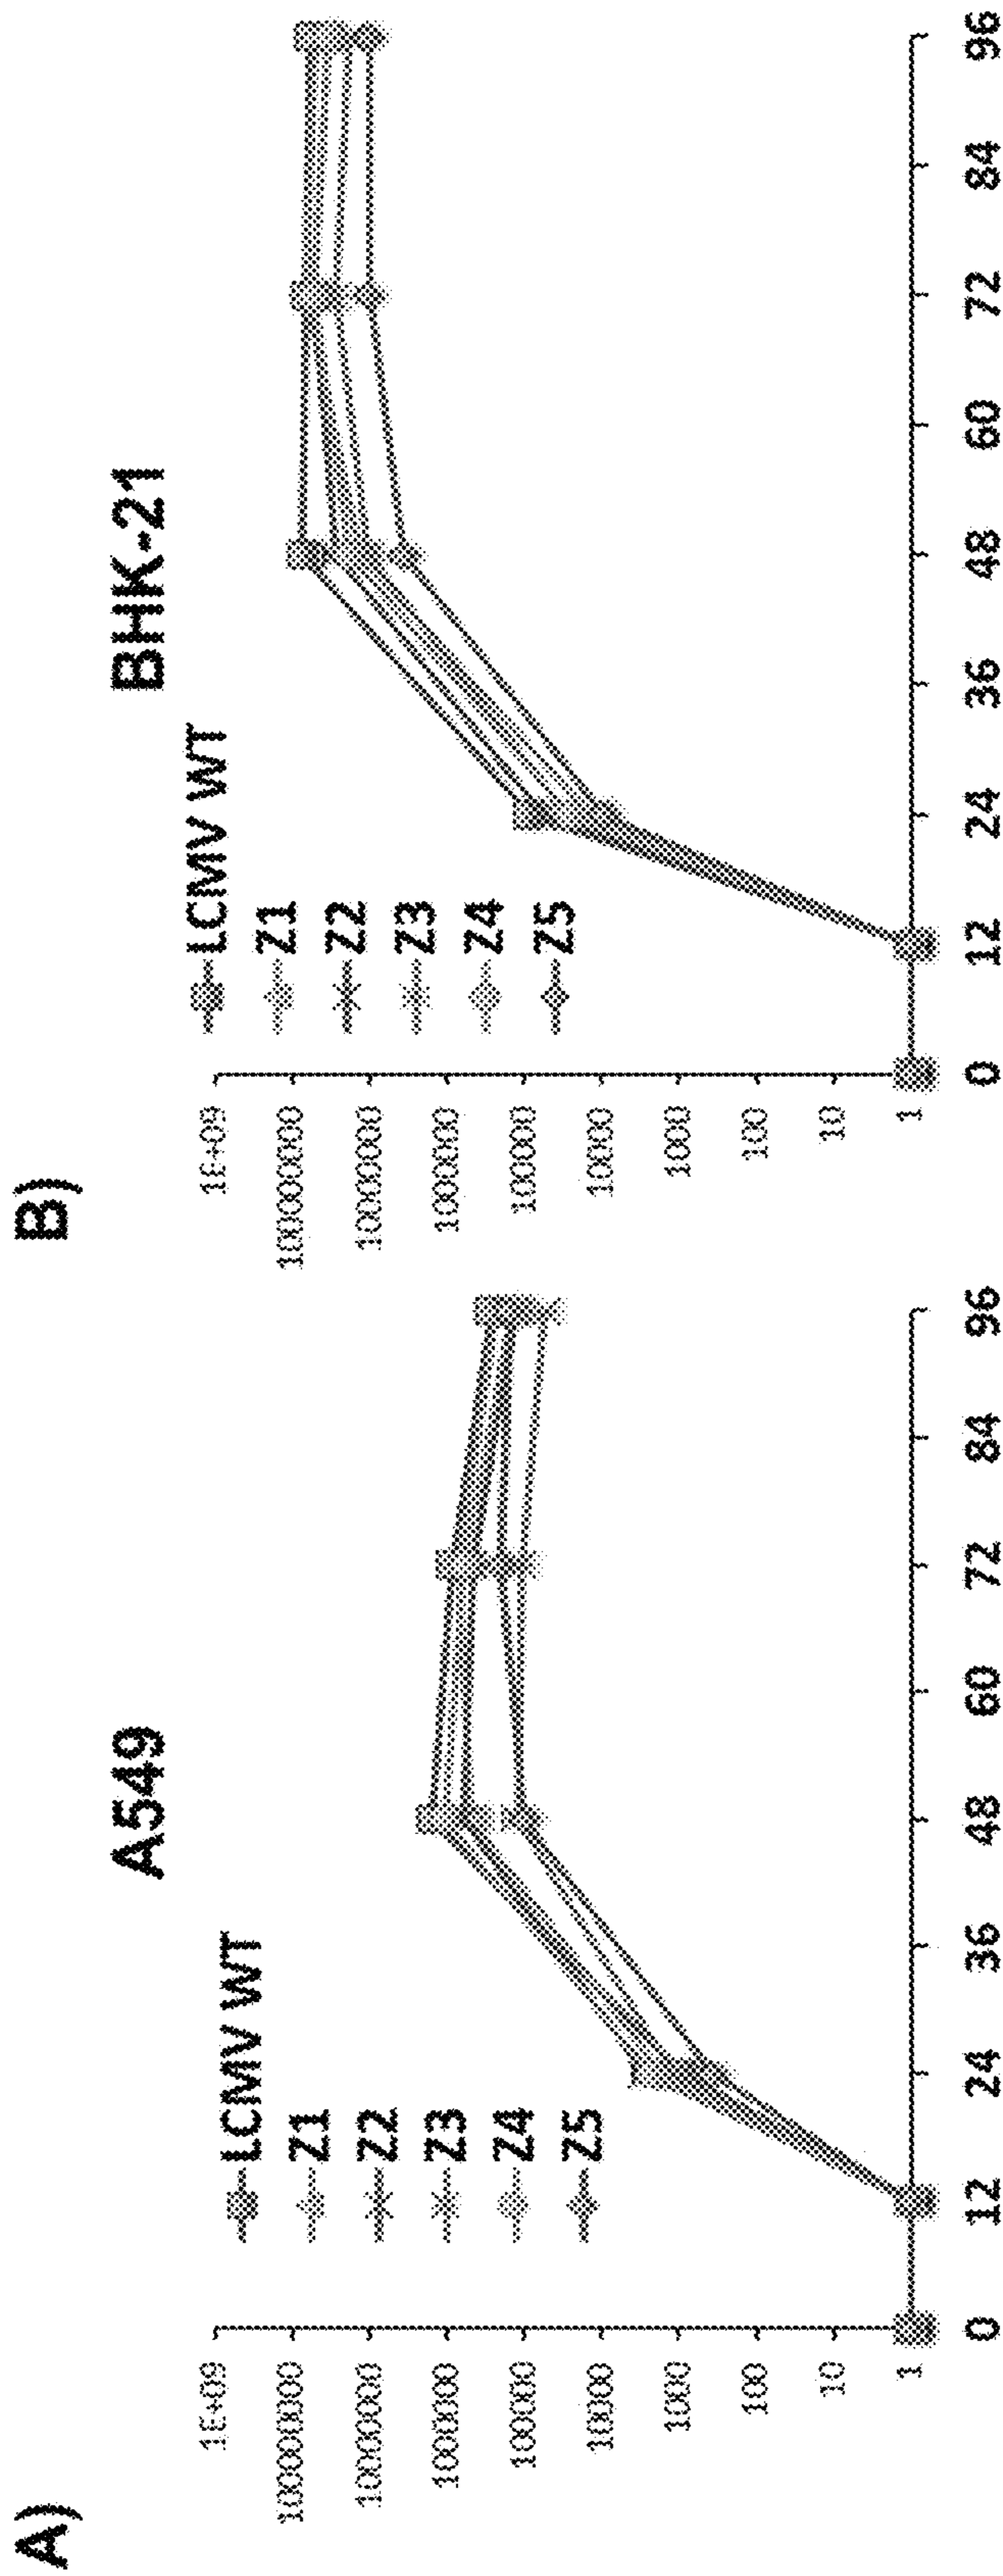 A)
A549
1E+09
100000000
10000000
1000000
100000
10000
1000
100
10
1
LCMV WT
Z1
Z2
Z3
Z4
Z5
0 12 24 36 48 60 72 84 96
B)
BHK-21
1E+09
100000000
10000000
1000000
100000
10000
1000
100
10
1
LCMV WT
Z1
Z2
Z3
Z4
Z5
0 12 24 36 48 60 72 84 96